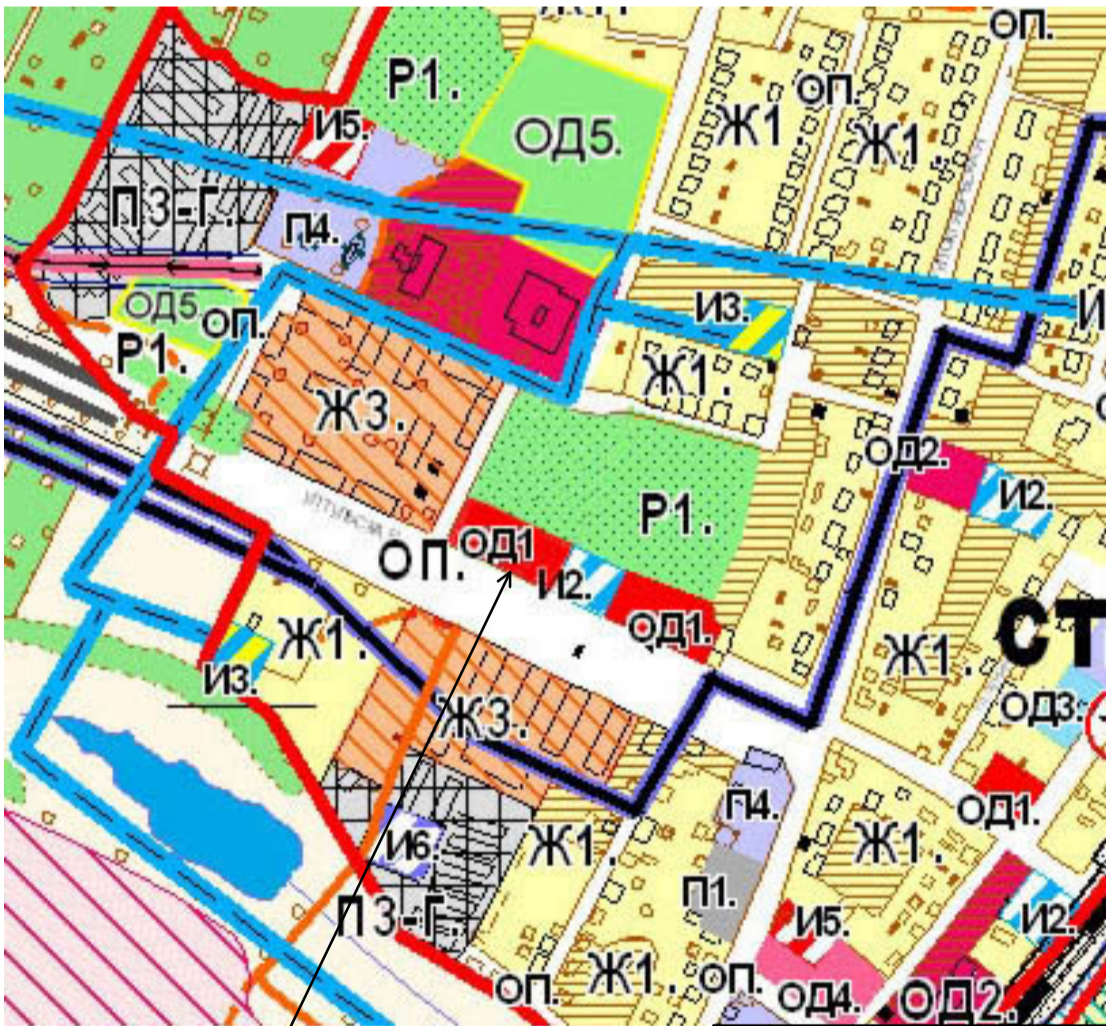 Ж1
ОП.
Р1.
ОП.
И5.
ОД5.
Ж1
Ж1
П3-Г.
П4.
ОД5
ОП.
И3.
И
Р1.
Ж3.
Ж1.
ОД2.
И2.
Р1.
ОП.
ОД1
И2.
ОД1.
СТ
Ж1.
Ж1.
И3.
Ж3.
ОД3.
П4.
ОД1.
И6.
Ж1.
Ж1.
П1.
П3-Г.
И5.
И2.
ОП.
Ж1.
ОП.
ОД4.
ОД2.